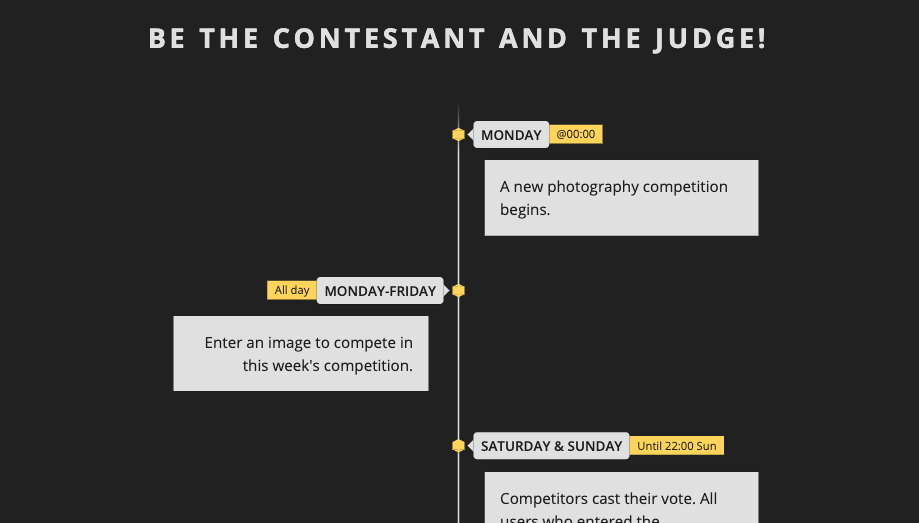 BE THE CONTESTANT AND THE JUDGE!
MONDAY @00:00
A new photography competition
begins.
All day MONDAY-FRIDAY
Enter an image to compete in
this week's competition.
SATURDAY & SUNDAY Until 22:00 Sun
Competitors cast their vote. All
users who entered the